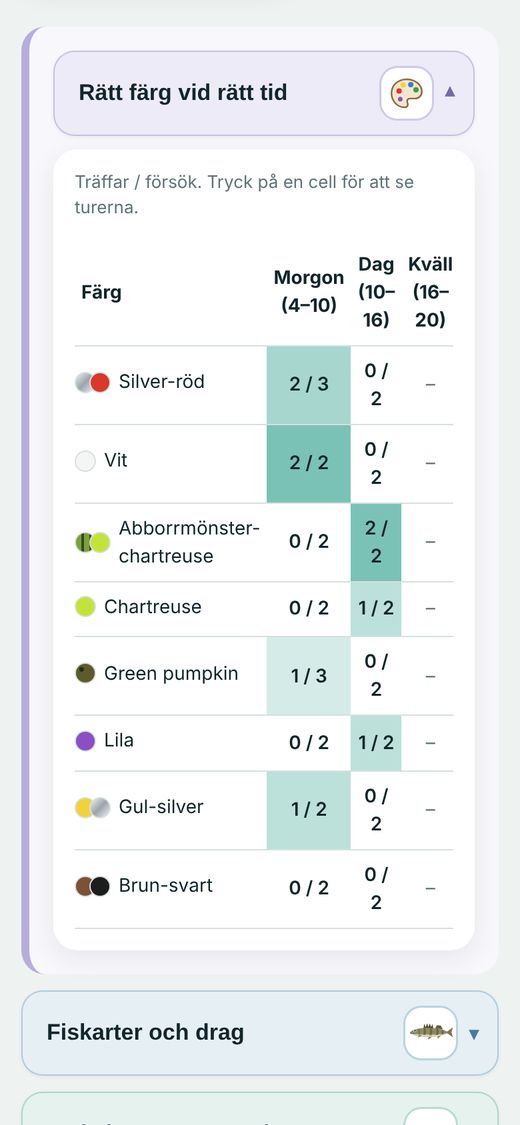 Rätt färg vid rätt tid ▲
Träffar / försök. Tryck på en cell för att se
turerna.
Färg Morgon (4–10) Dag (10–16) Kväll (16–20)
Silver-röd 2 / 3 0 / 2 –
Vit 2 / 2 0 / 2 –
Abborrmönster-chartreuse 0 / 2 2 / 2 –
Chartreuse 0 / 2 1 / 2 –
Green pumpkin 1 / 3 0 / 2 –
Lila 0 / 2 1 / 2 –
Gul-silver 1 / 2 0 / 2 –
Brun-svart 0 / 2 0 / 2 –
Fiskarter och drag ▼